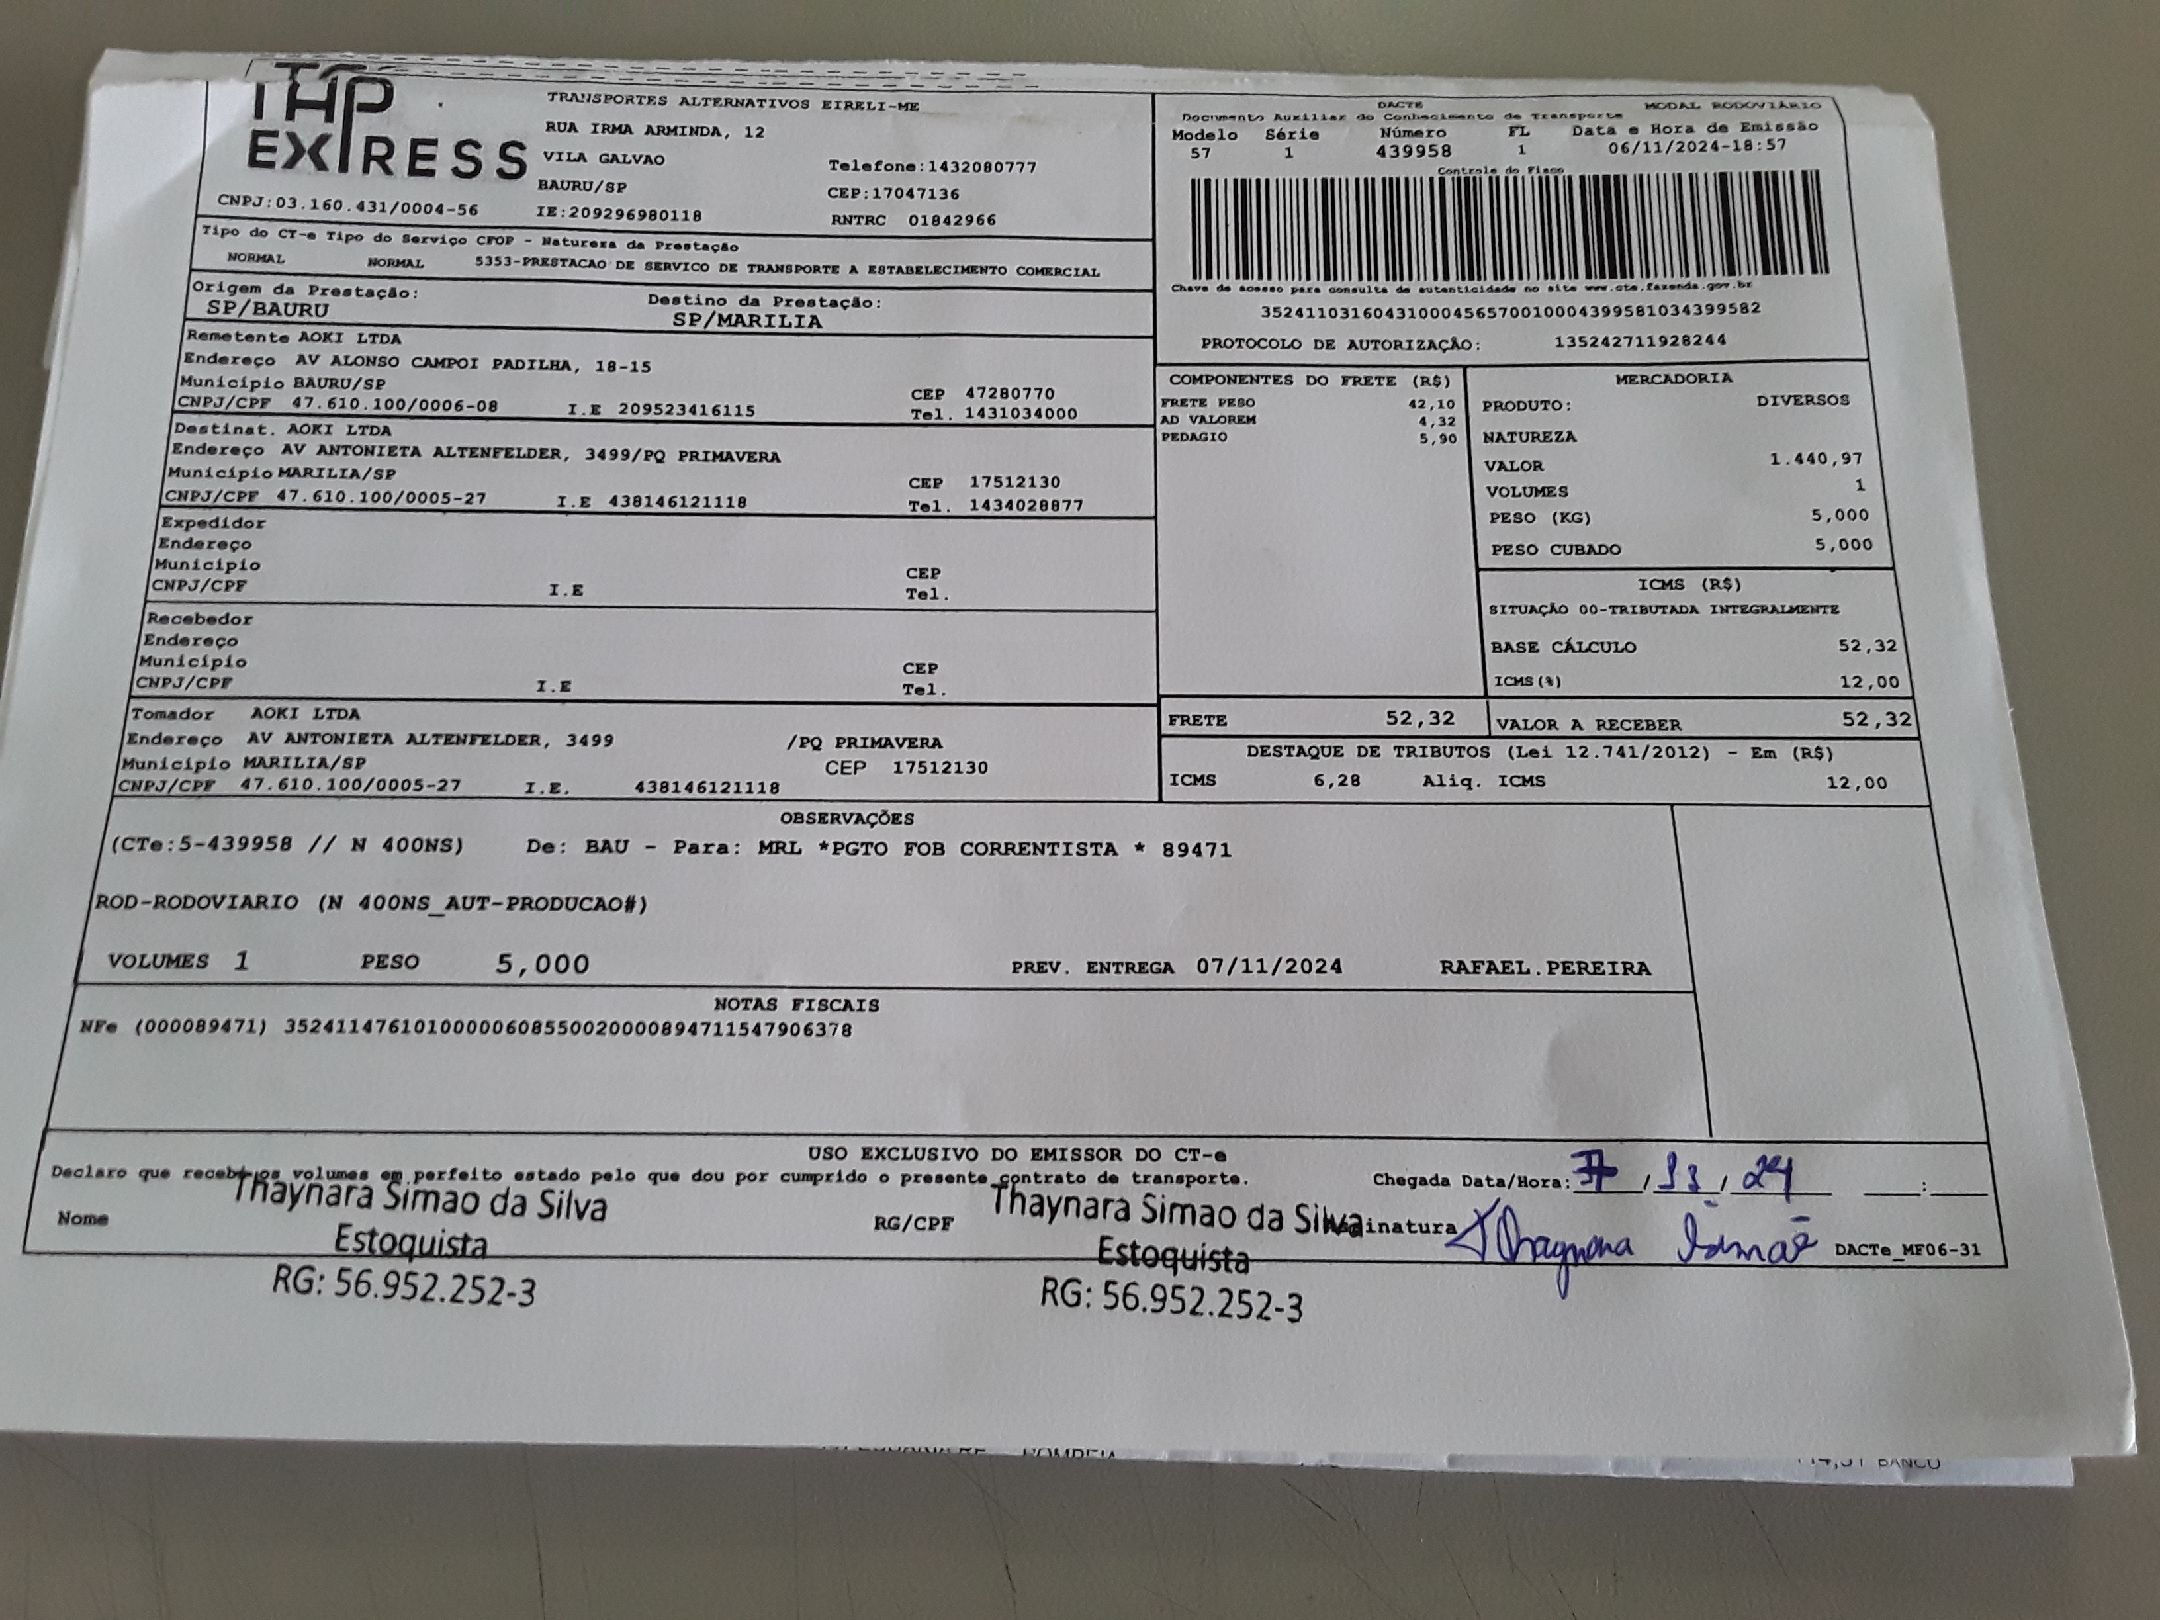 THP
EXPRESS
TRANSPORTES ALTERNATIVOS EIRELI-ME
RUA IRMA ARMINDA, 12
VILA GALVAO Telefone:1432080777
BAURU/SP CEP:17047136
CNPJ:03.160.431/0004-56 IE:209296980118 RNTRC 01842966
DACTE MODAL RODOVIÁRIO
Documento Auxiliar do Conhecimento de Transporte
Modelo Série Número FL Data e Hora de Emissão
57 1 439958 1 06/11/2024-18:57
Controle do Fisco
Tipo do CT-e Tipo do Serviço CFOP - Natureza da Prestação
NORMAL NORMAL 5353-PRESTACAO DE SERVICO DE TRANSPORTE A ESTABELECIMENTO COMERCIAL
Chave de acesso para consulta de autenticidade no site www.cte.fazenda.gov.br
35241103160431000456570010004399581034399582
PROTOCOLO DE AUTORIZAÇÃO: 135242711928244
Origem da Prestação: Destino da Prestação:
SP/BAURU SP/MARILIA
Remetente AOKI LTDA
Endereço AV ALONSO CAMPOI PADILHA, 18-15
Município BAURU/SP CEP 47280770
CNPJ/CPF 47.610.100/0006-08 I.E 209523416115 Tel. 1431034000
Destinat. AOKI LTDA
Endereço AV ANTONIETA ALTENFELDER, 3499/PQ PRIMAVERA
Município MARILIA/SP CEP 17512130
CNPJ/CPF 47.610.100/0005-27 I.E 438146121118 Tel. 1434028877
Expedidor
Endereço
Município CEP
CNPJ/CPF I.E Tel.
Recebedor
Endereço
Município CEP
CNPJ/CPF I.E Tel.
Tomador AOKI LTDA
Endereço AV ANTONIETA ALTENFELDER, 3499 /PQ PRIMAVERA
Município MARILIA/SP CEP 17512130
CNPJ/CPF 47.610.100/0005-27 I.E. 438146121118
COMPONENTES DO FRETE (R$)
FRETE PESO 42,10
AD VALOREM 4,32
PEDAGIO 5,90
MERCADORIA
PRODUTO: DIVERSOS
NATUREZA
VALOR 1.440,97
VOLUMES 1
PESO (KG) 5,000
PESO CUBADO 5,000
ICMS (R$)
SITUAÇÃO 00-TRIBUTADA INTEGRALMENTE
BASE CÁLCULO 52,32
ICMS(%) 12,00
FRETE 52,32 VALOR A RECEBER 52,32
DESTAQUE DE TRIBUTOS (Lei 12.741/2012) - Em (R$)
ICMS 6,28 Aliq. ICMS 12,00
OBSERVAÇÕES
(CTe:5-439958 // N 400NS) De: BAU - Para: MRL *PGTO FOB CORRENTISTA * 89471
ROD-RODOVIARIO (N 400NS_AUT-PRODUCAO#)
VOLUMES 1 PESO 5,000 PREV. ENTREGA 07/11/2024 RAFAEL.PEREIRA
NOTAS FISCAIS
NFe (000089471) 35241147610100000608550020000894711547906378
USO EXCLUSIVO DO EMISSOR DO CT-e
Declaro que recebi os volumes em perfeito estado pelo que dou por cumprido o presente contrato de transporte. Chegada Data/Hora: 7/11/24 :
Nome Thaynara Simao da Silva RG/CPF Thaynara Simao da Silva Assinatura Thaynara Simão DACTe_MF06-31
Estoquista Estoquista
RG: 56.952.252-3 RG: 56.952.252-3